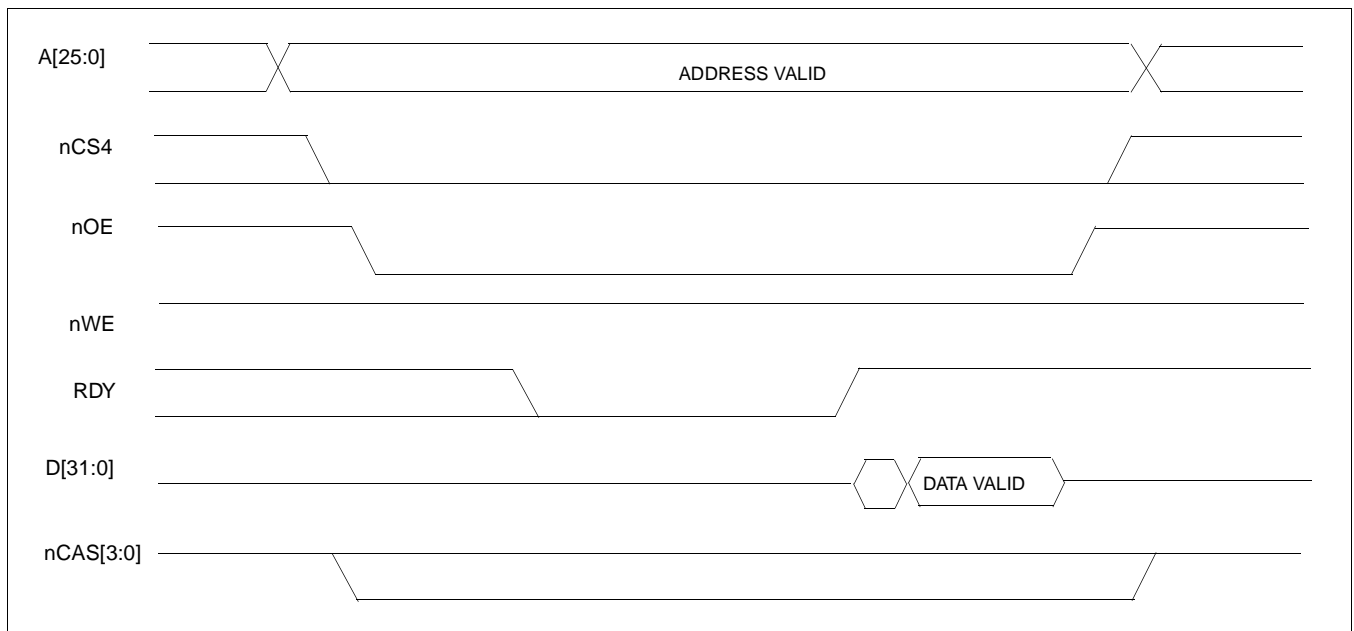 A[25:0]
ADDRESS VALID
nCS4
nOE
nWE
RDY
D[31:0]
DATA VALID
nCAS[3:0]